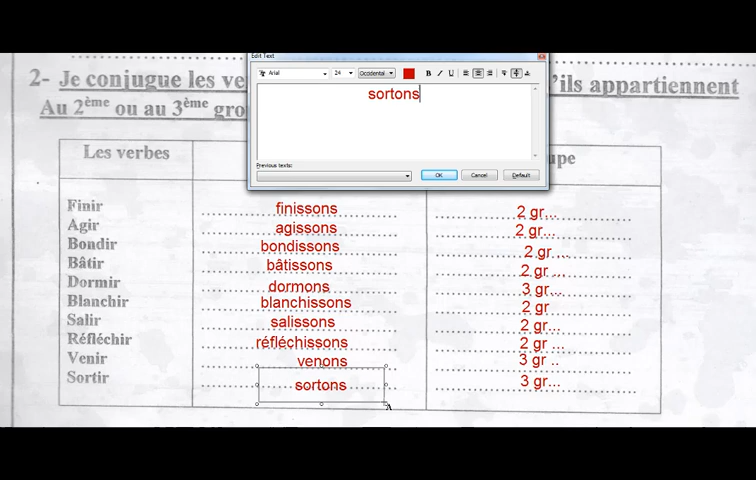 Edit Text
Arial 24 Occidental B I U
sortons
Previous texts:
OK Cancel Default
2- Je conjugue les ve 'ils appartiennent
Au 2ème ou au 3ème gro
Les verbes upe
Finir finissons 2 gr...
Agir agissons 2 gr...
Bondir bondissons 2 gr ...
Bâtir bâtissons 2 gr ...
Dormir dormons 3 gr...
Blanchir blanchissons 2 gr
Salir salissons 2 gr...
Réfléchir réfléchissons 2 gr ...
Venir venons 3 gr ..
Sortir sortons 3 gr...